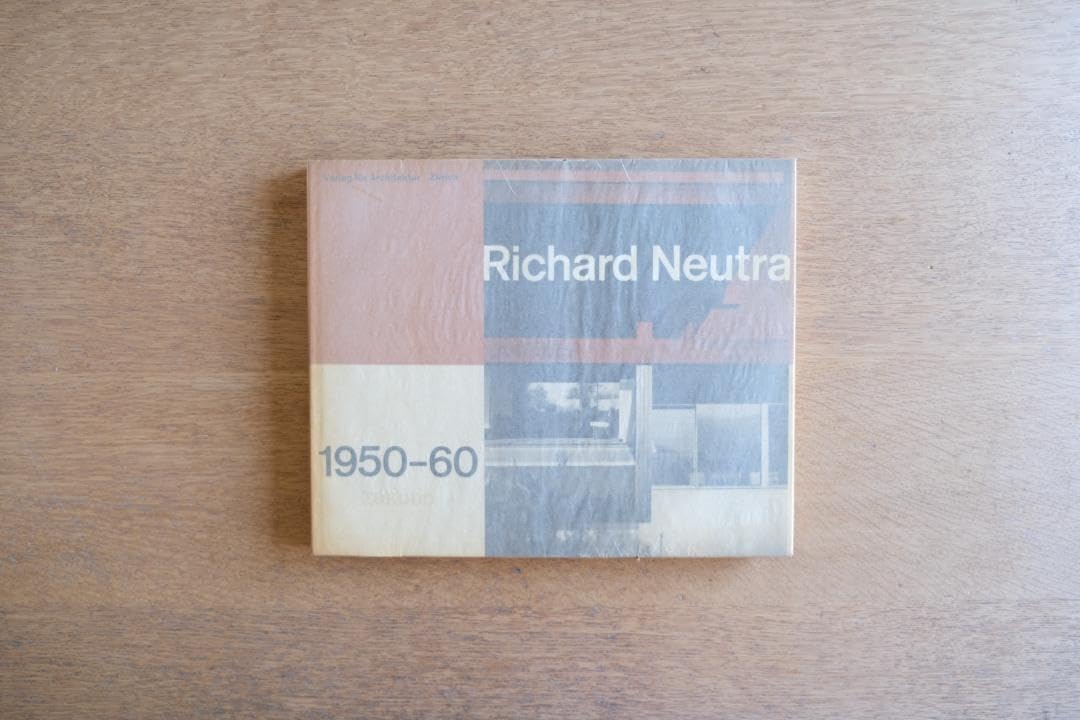 Verlag für Architektur Zürich
Richard Neutra
1950–60